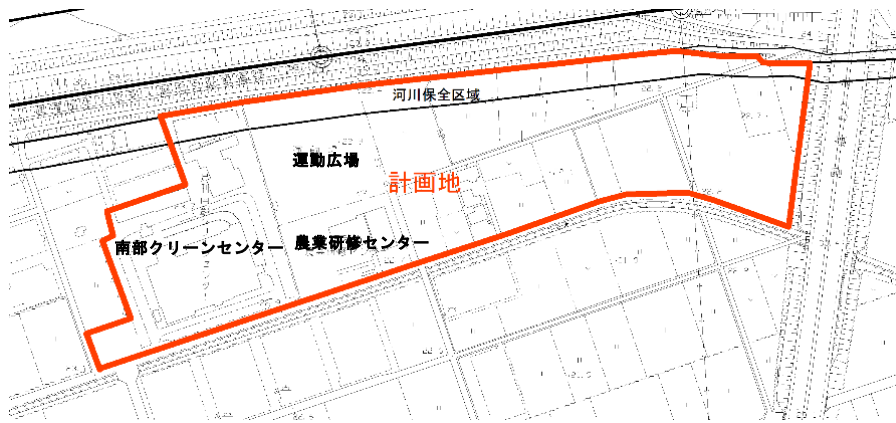 河川保全区域
運動広場
計画地
南部クリーンセンター
農業研修センター